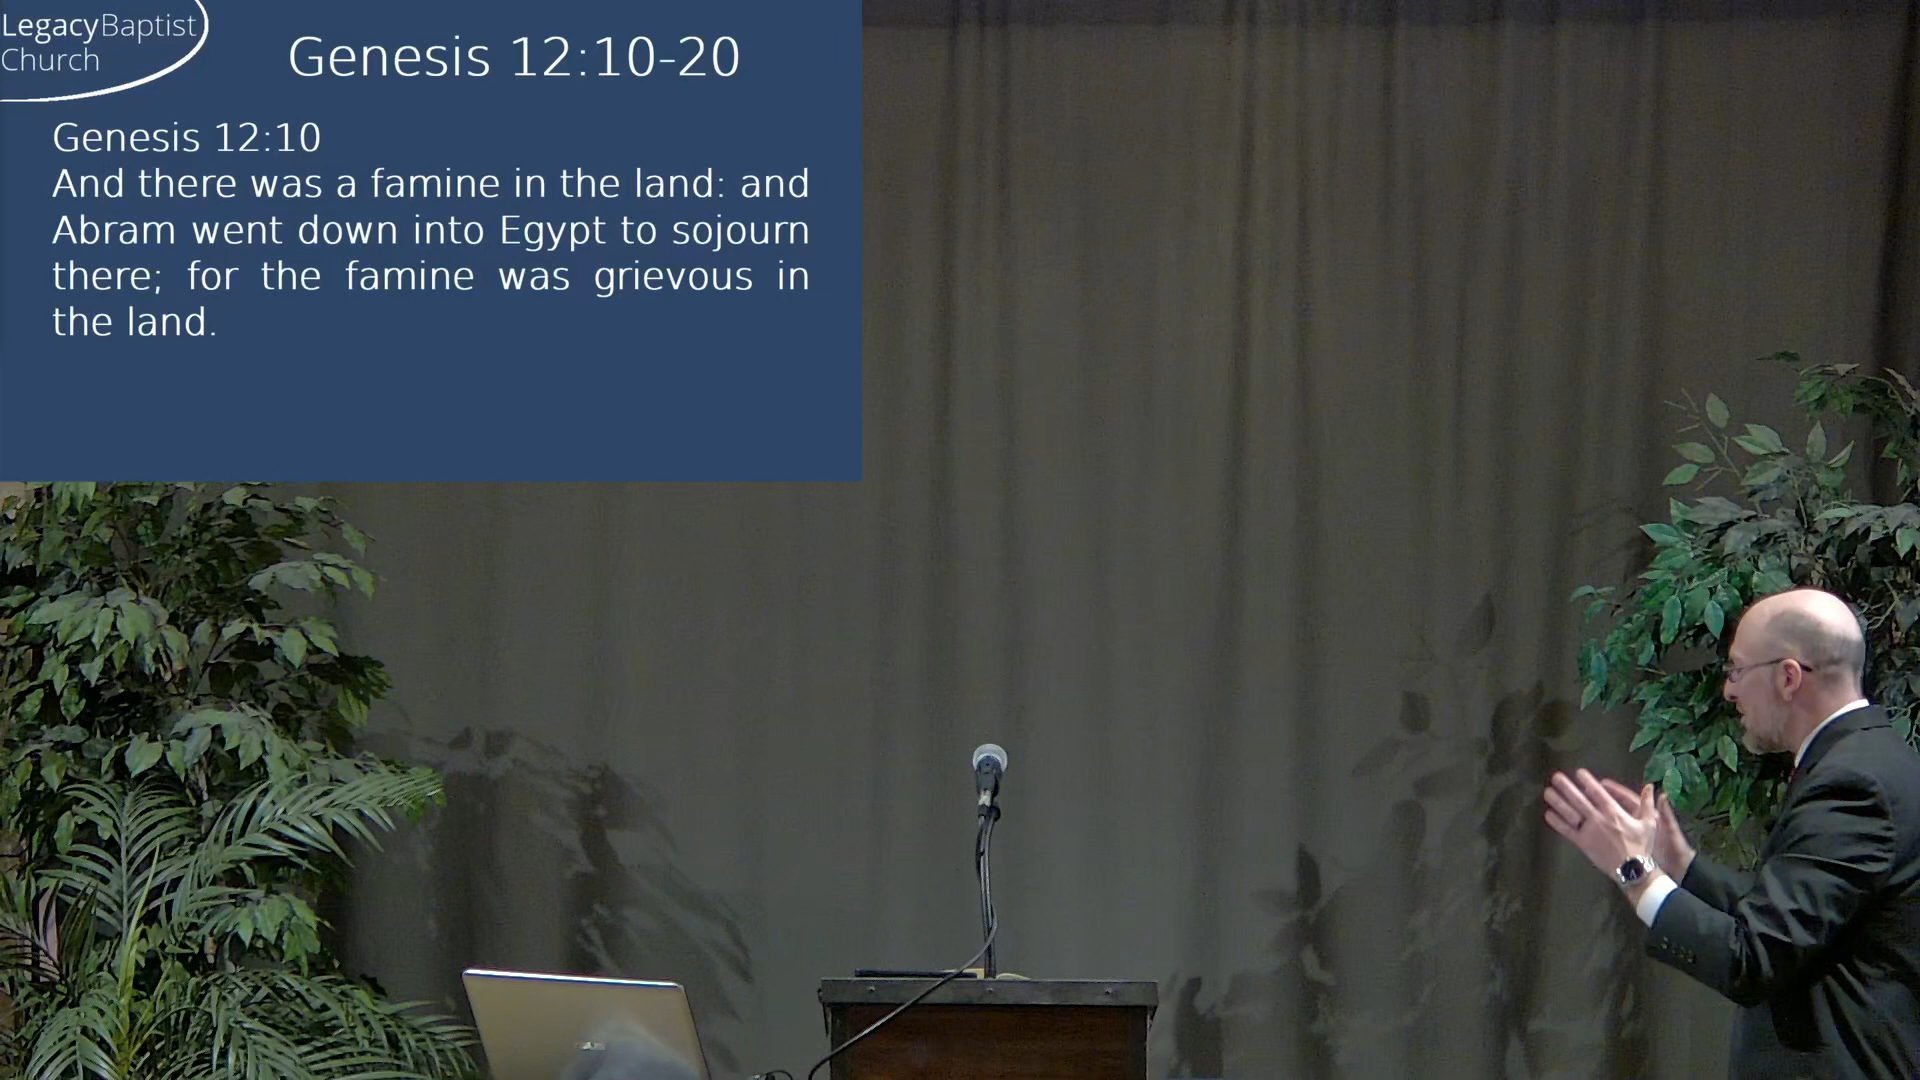 LegacyBaptist
Church
Genesis 12:10-20
Genesis 12:10
And there was a famine in the land: and
Abram went down into Egypt to sojourn
there; for the famine was grievous in
the land.